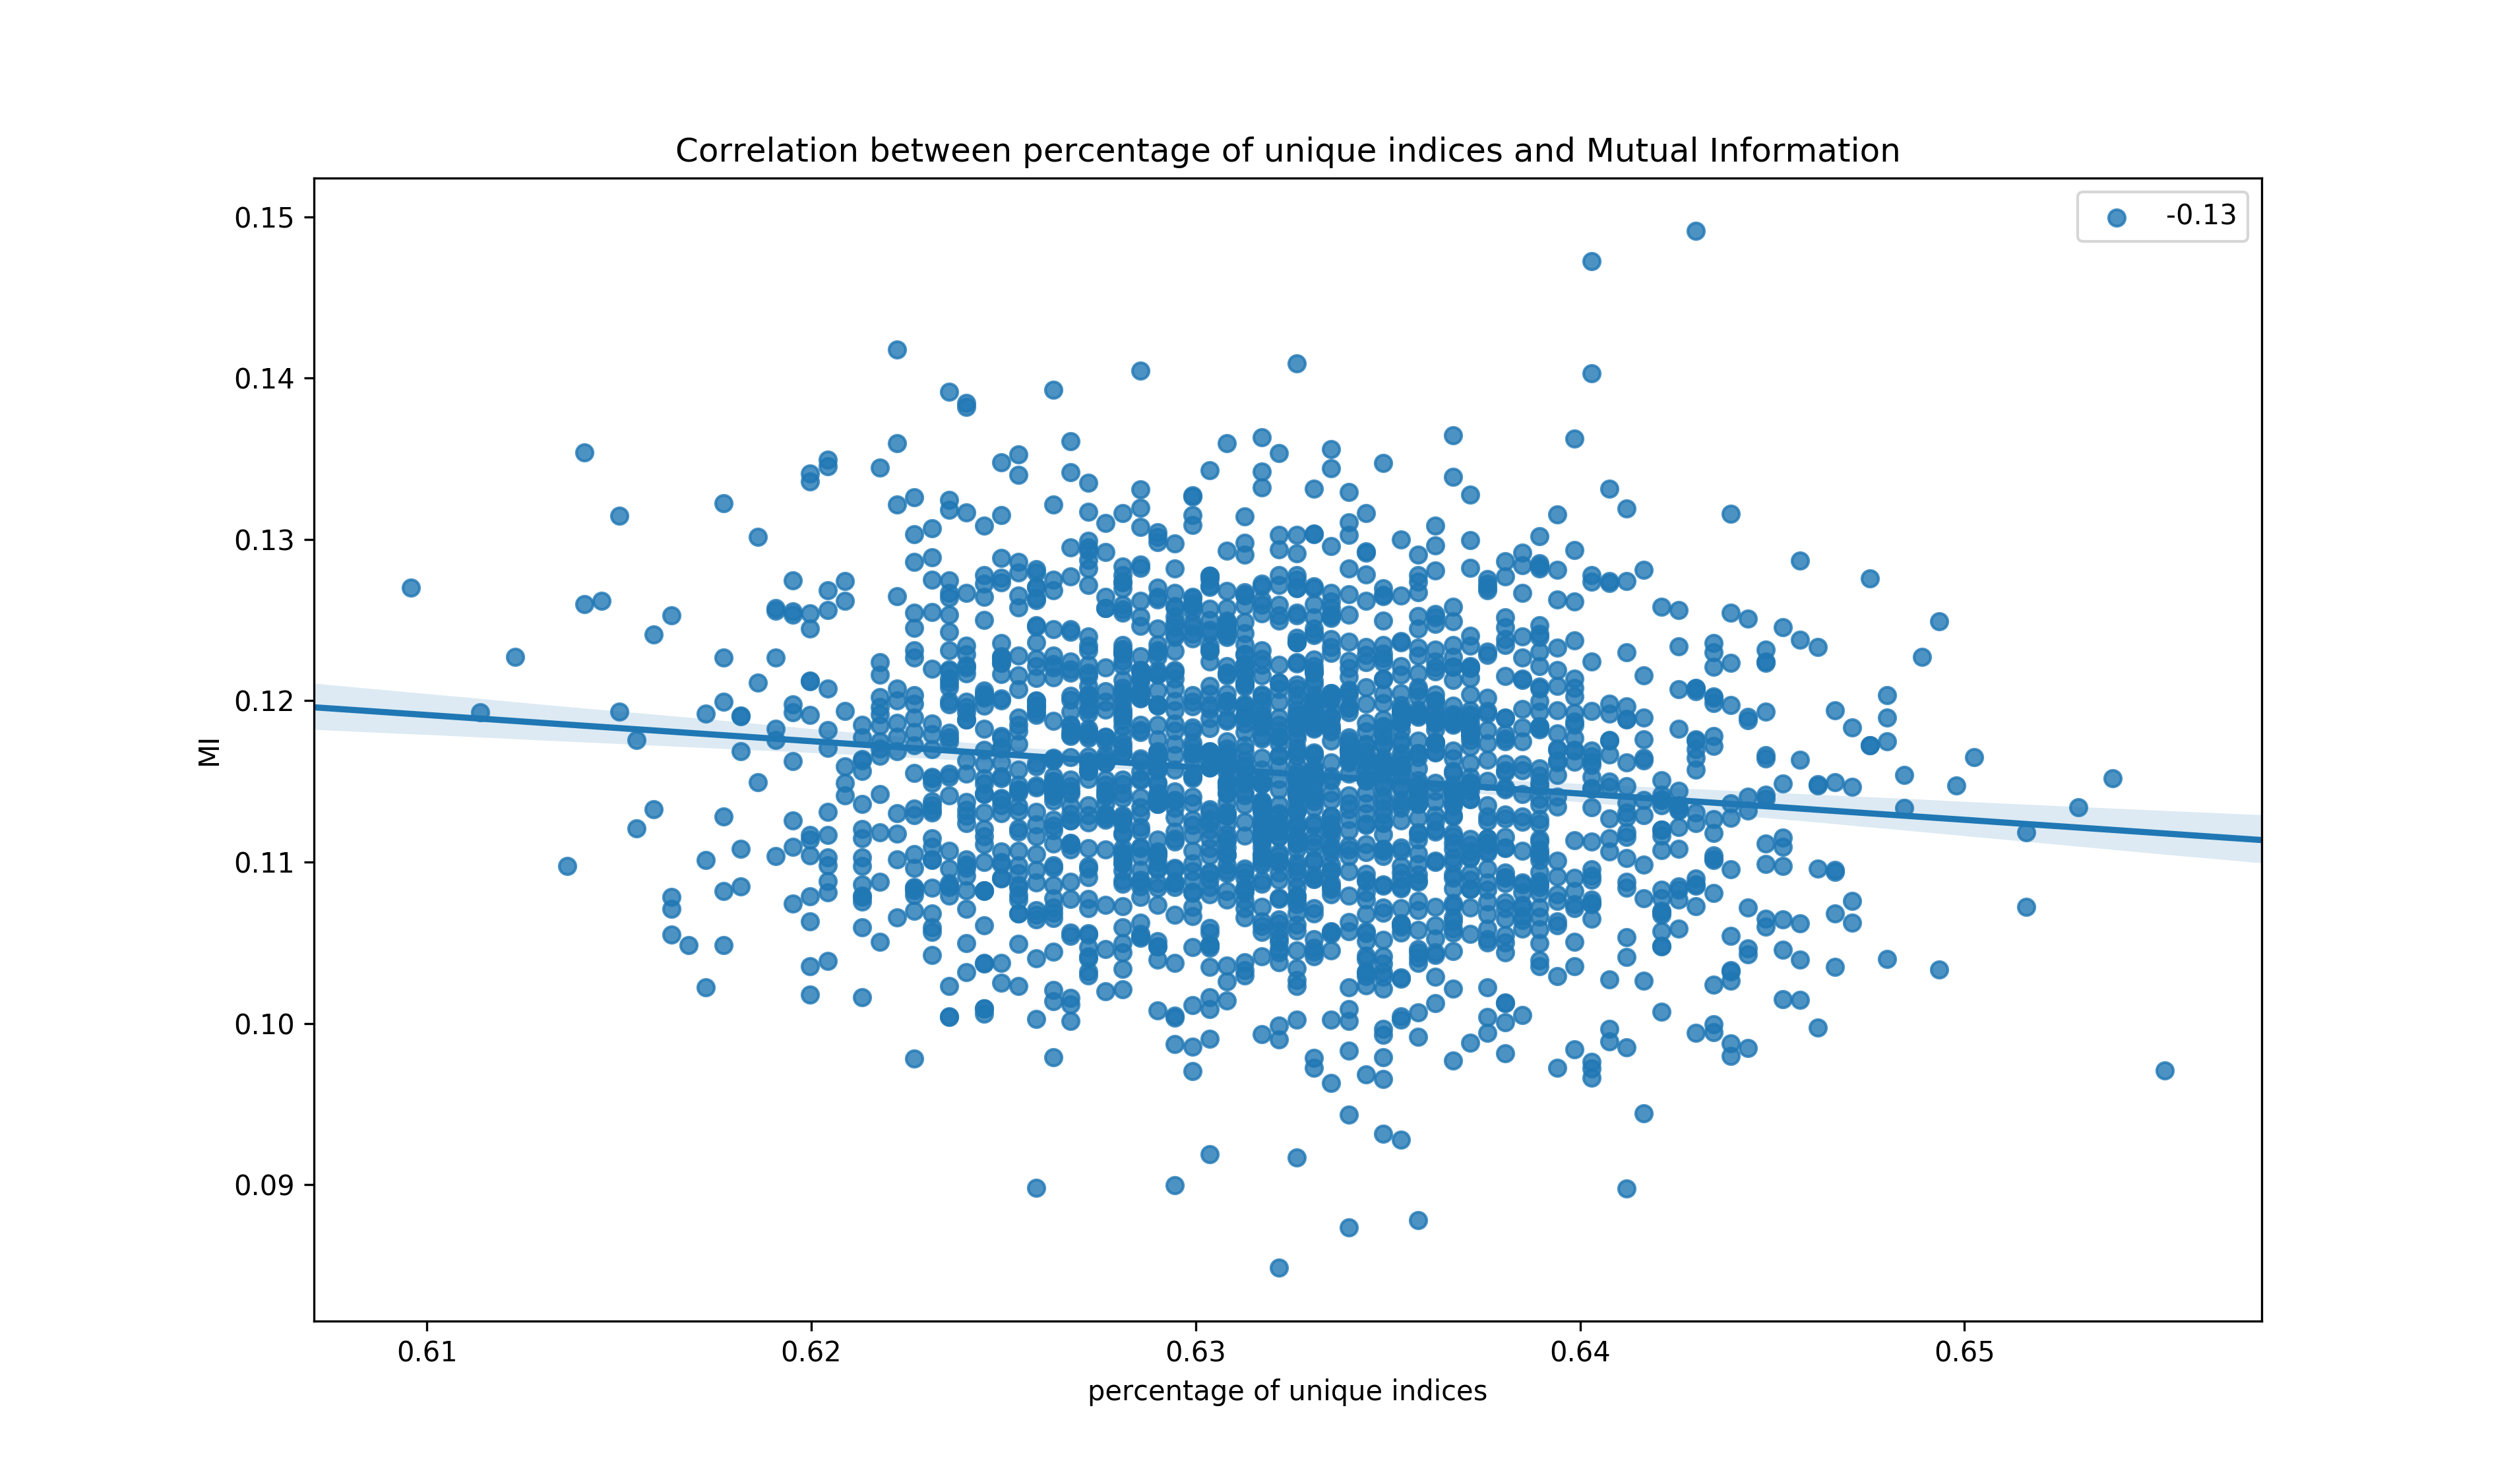 Correlation between percentage of unique indices and Mutual Information
-0.13
0.15
0.14
0.13
0.12
0.11
0.10
0.09
MI
0.61 0.62 0.63 0.64 0.65
percentage of unique indices